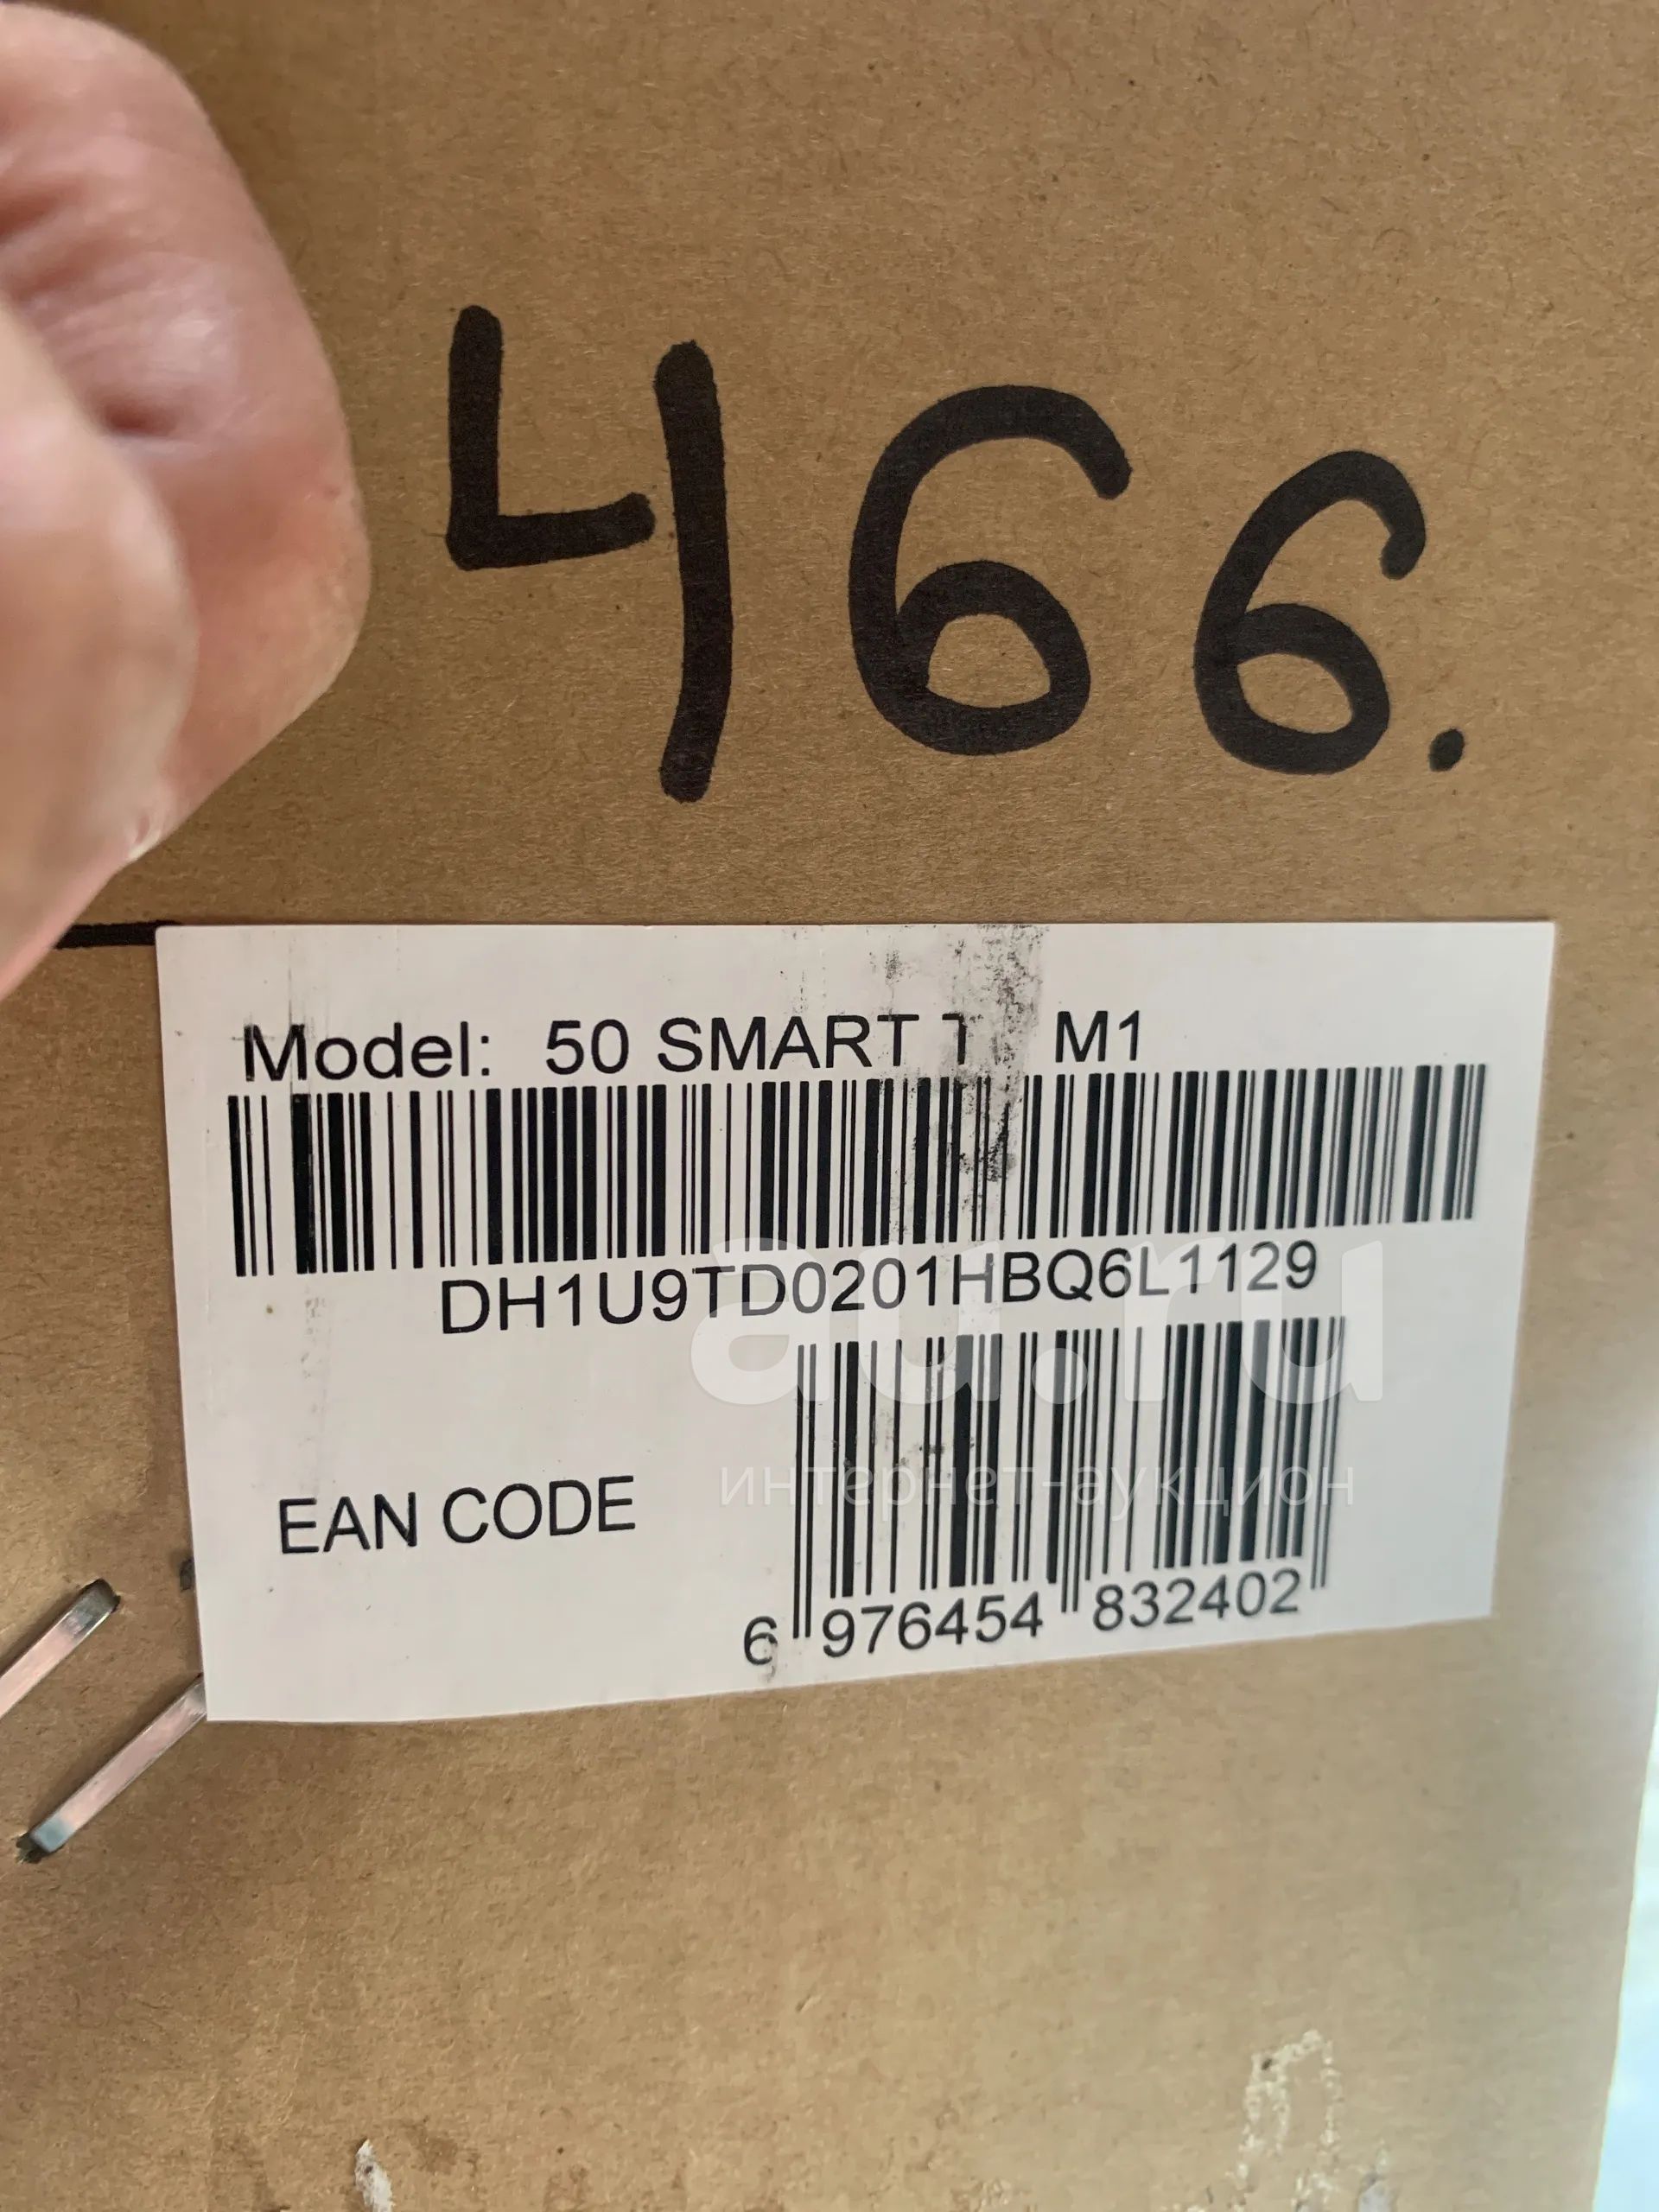 466.
Model: 50 SMART M1
DH1U9TD0201HBQ6L1129
au.ru
интернет-аукцион
EAN CODE
6 976454 832402